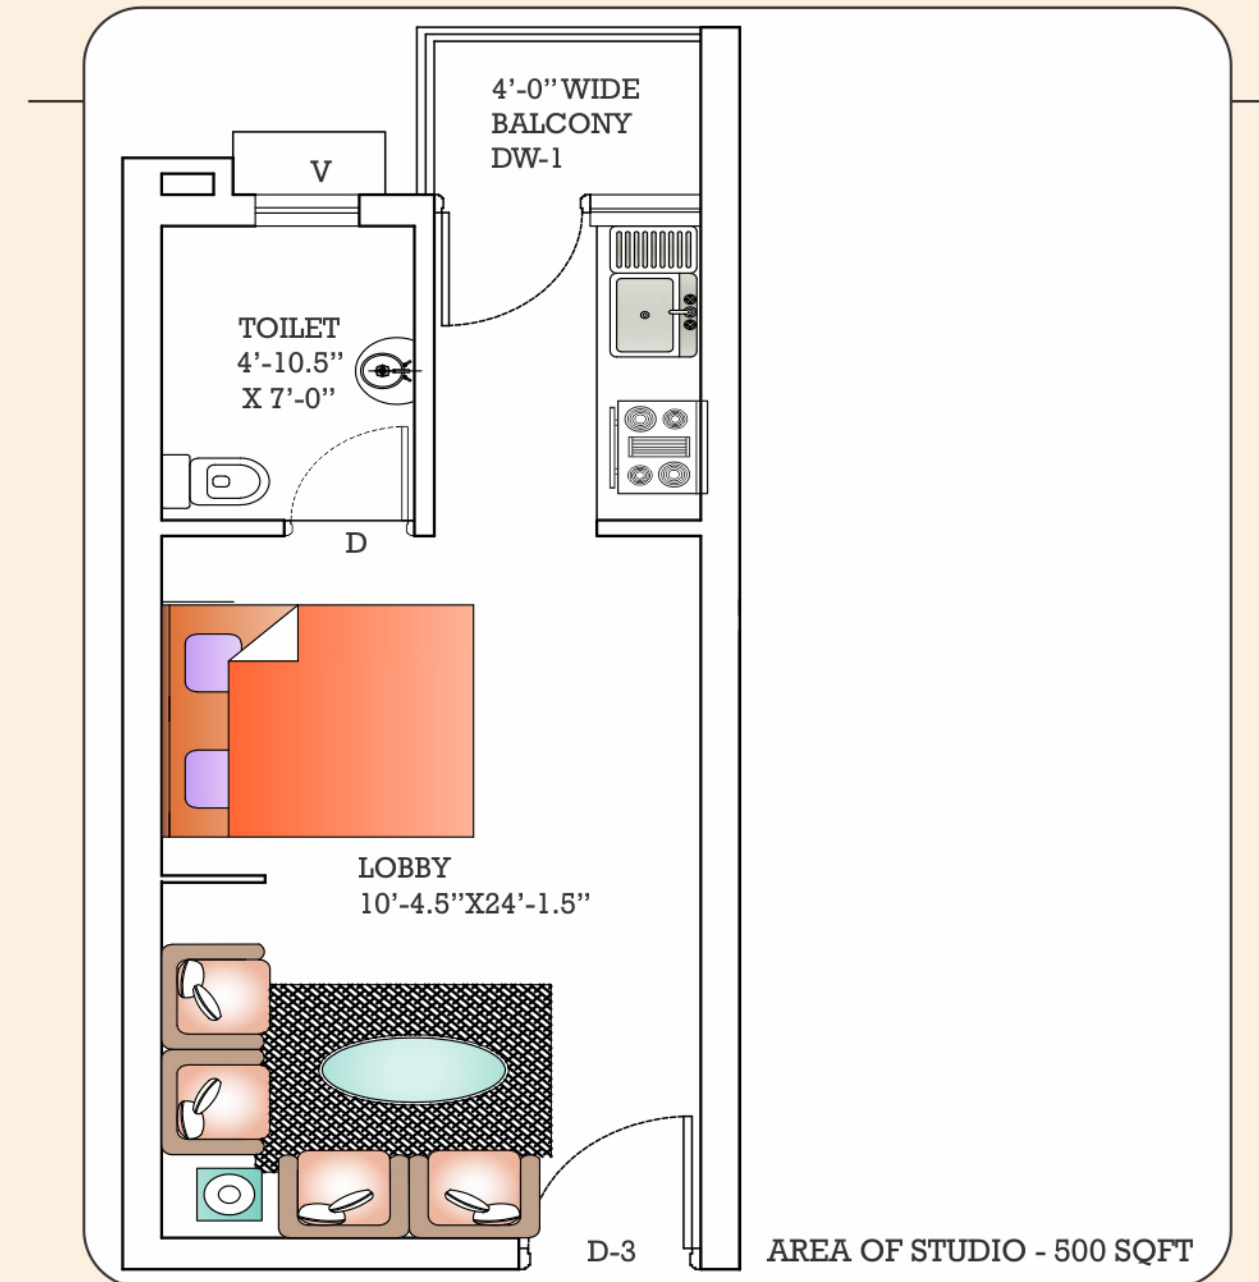 4'-0" WIDE
BALCONY
DW-1
V
TOILET
4'-10.5"
X 7'-0"
D
LOBBY
10'-4.5"X24'-1.5"
D-3
AREA OF STUDIO - 500 SQFT